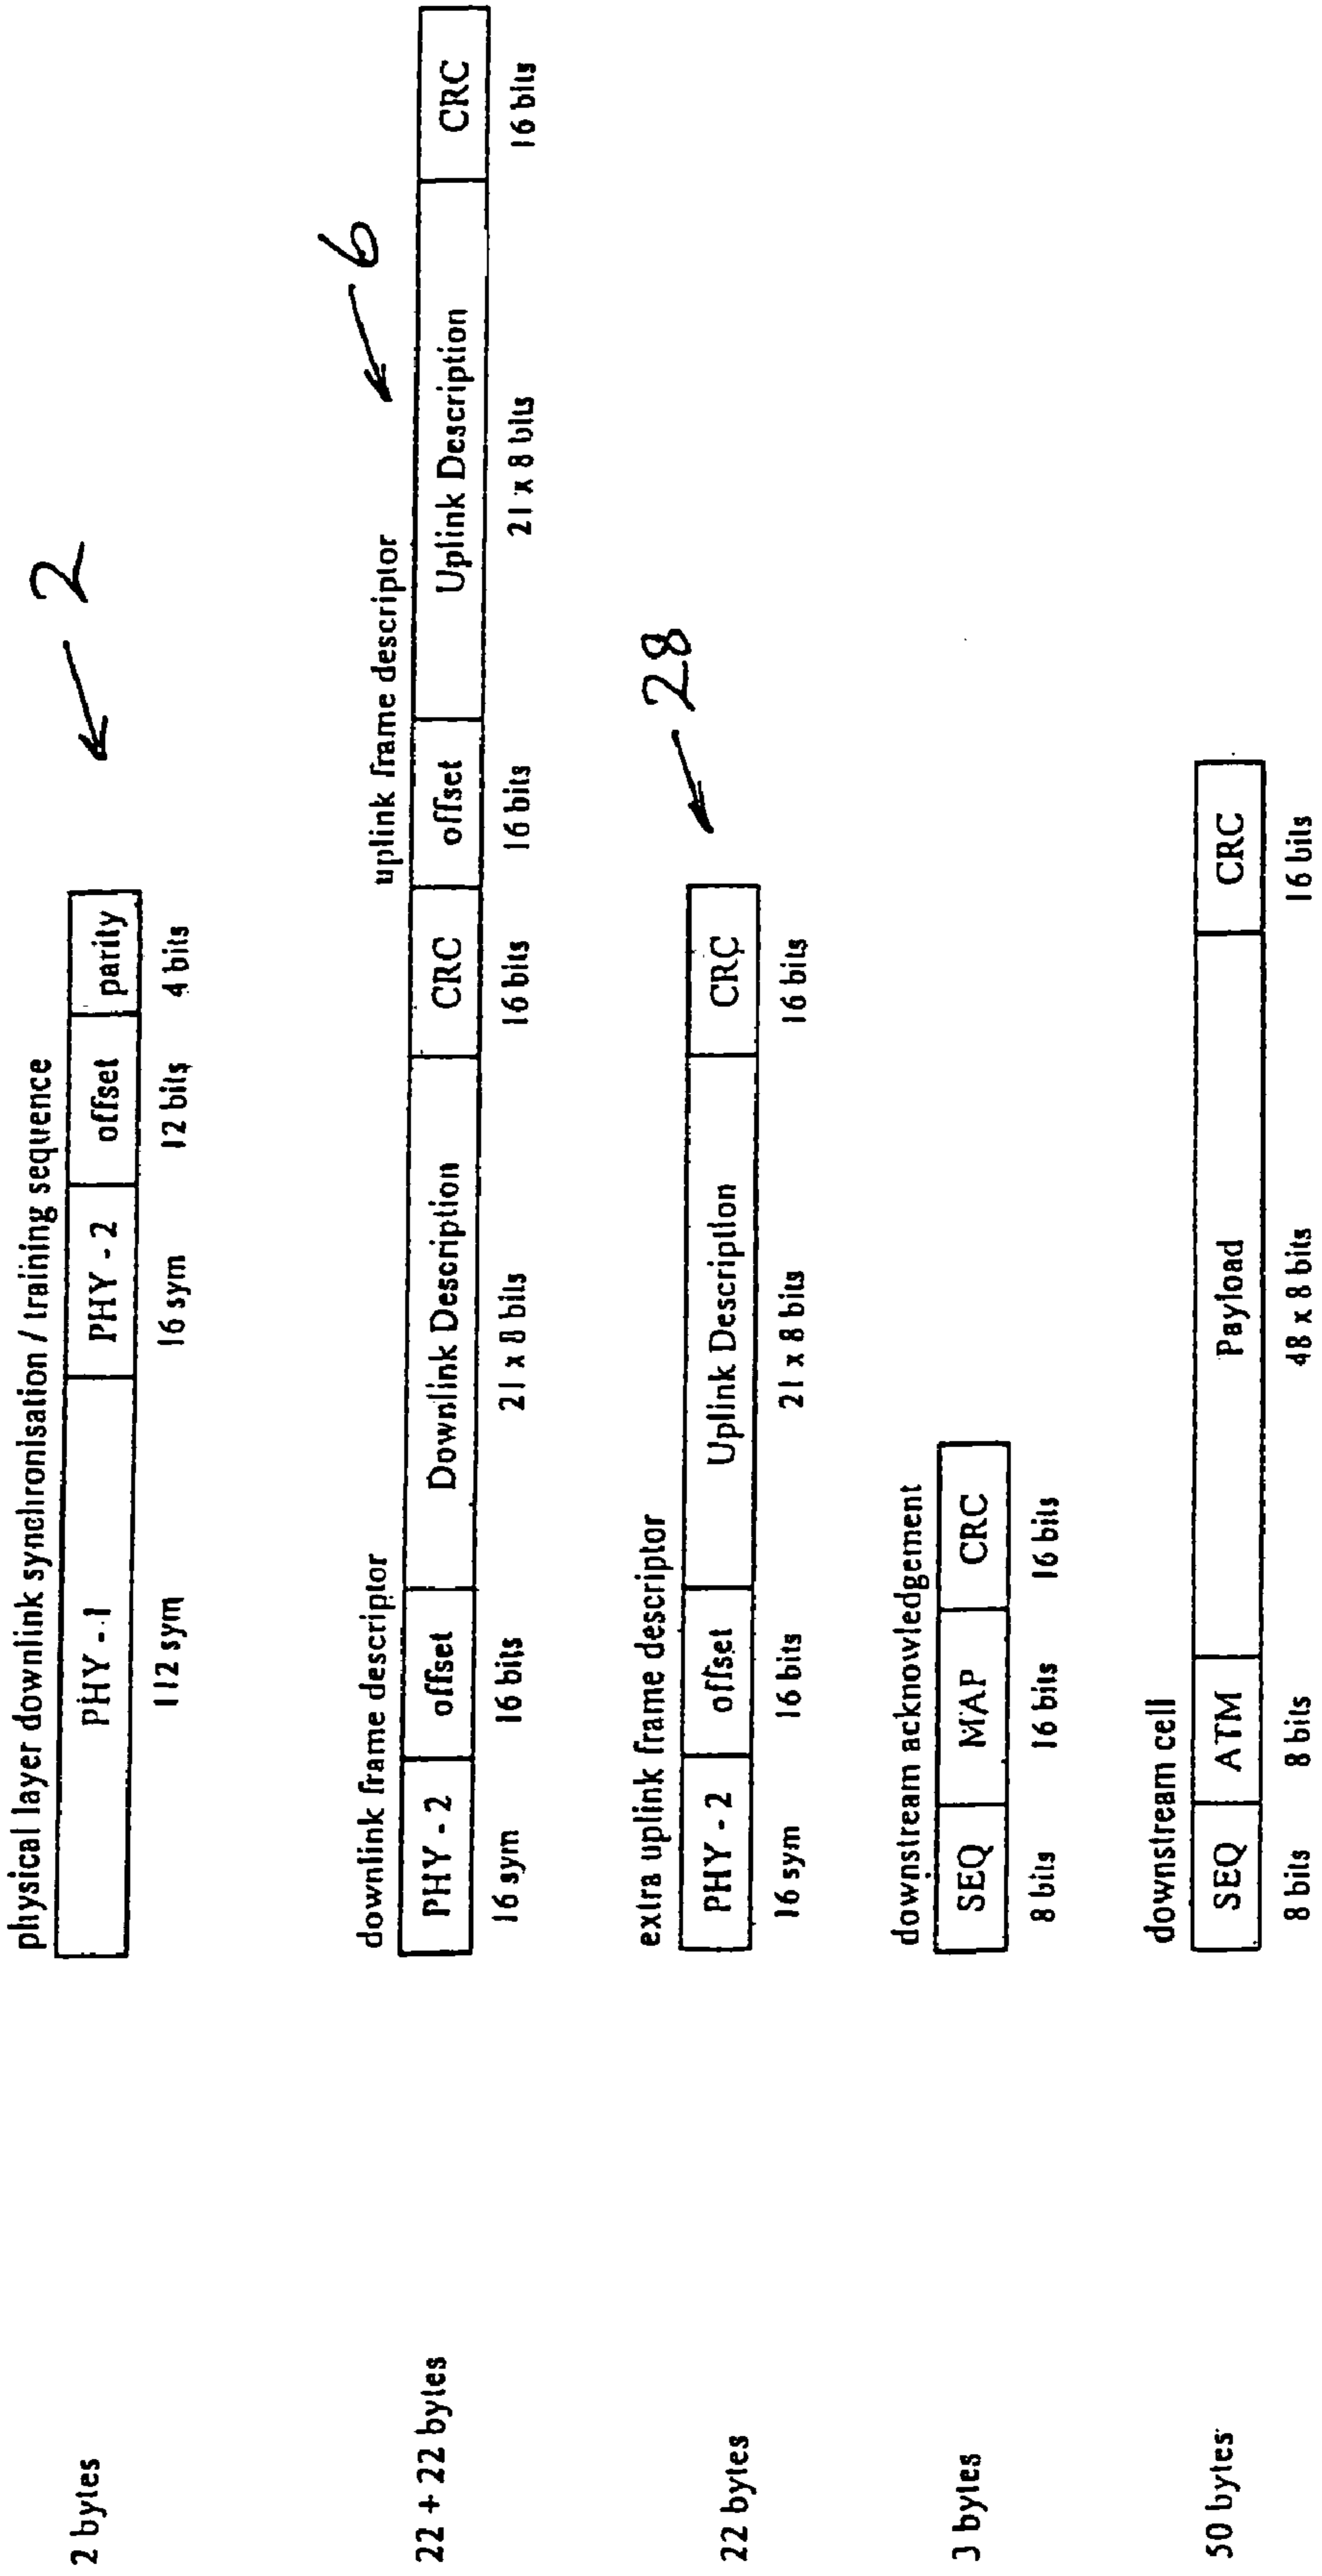 physical layer downlink synchronisation / training sequence
2
2 bytes
PHY - 1 PHY - 2 offset parity
112 sym 16 sym 12 bits 4 bits
downlink frame descriptor uplink frame descriptor
6
22 + 22 bytes
PHY - 2 offset Downlink Description CRC offset Uplink Description CRC
16 sym 16 bits 21 x 8 bits 16 bits 16 bits 21 x 8 bits 16 bits
extra uplink frame descriptor
28
22 bytes
PHY - 2 offset Uplink Description CRC
16 sym 16 bits 21 x 8 bits 16 bits
downstream acknowledgement
3 bytes
SEQ MAP CRC
8 bits 16 bits 16 bits
downstream cell
50 bytes
SEQ ATM Payload CRC
8 bits 8 bits 48 x 8 bits 16 bits